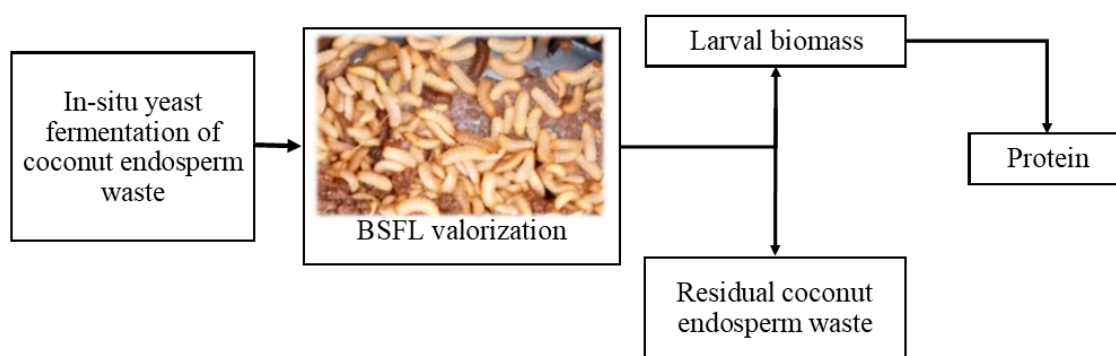 In-situ yeast
fermentation of
coconut endosperm
waste
BSFL valorization
Larval biomass
Protein
Residual coconut
endosperm waste